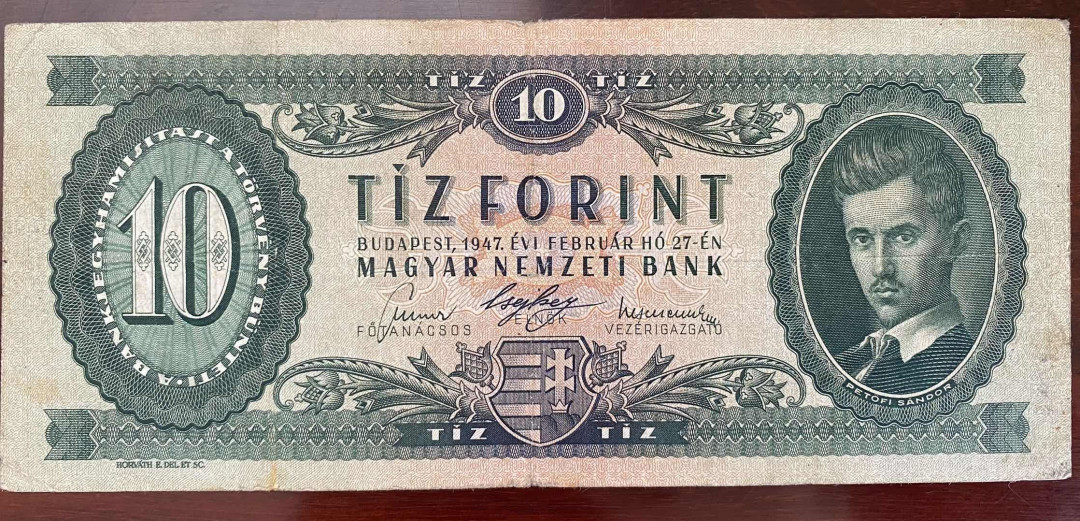 TÍZ 10 TÍZ
A BANKJEGYHAMISÍTÁST A TÖRVÉNY BÜNTETI •
10
TÍZ FORINT
BUDAPEST, 1947. ÉVI FEBRUÁR HÓ 27-ÉN
MAGYAR NEMZETI BANK
FŐTANÁCSOS ELNÖK VEZÉRIGAZGATÓ
PETŐFI SÁNDOR
TÍZ TÍZ
HORVÁTH E. DEL. ET SC.